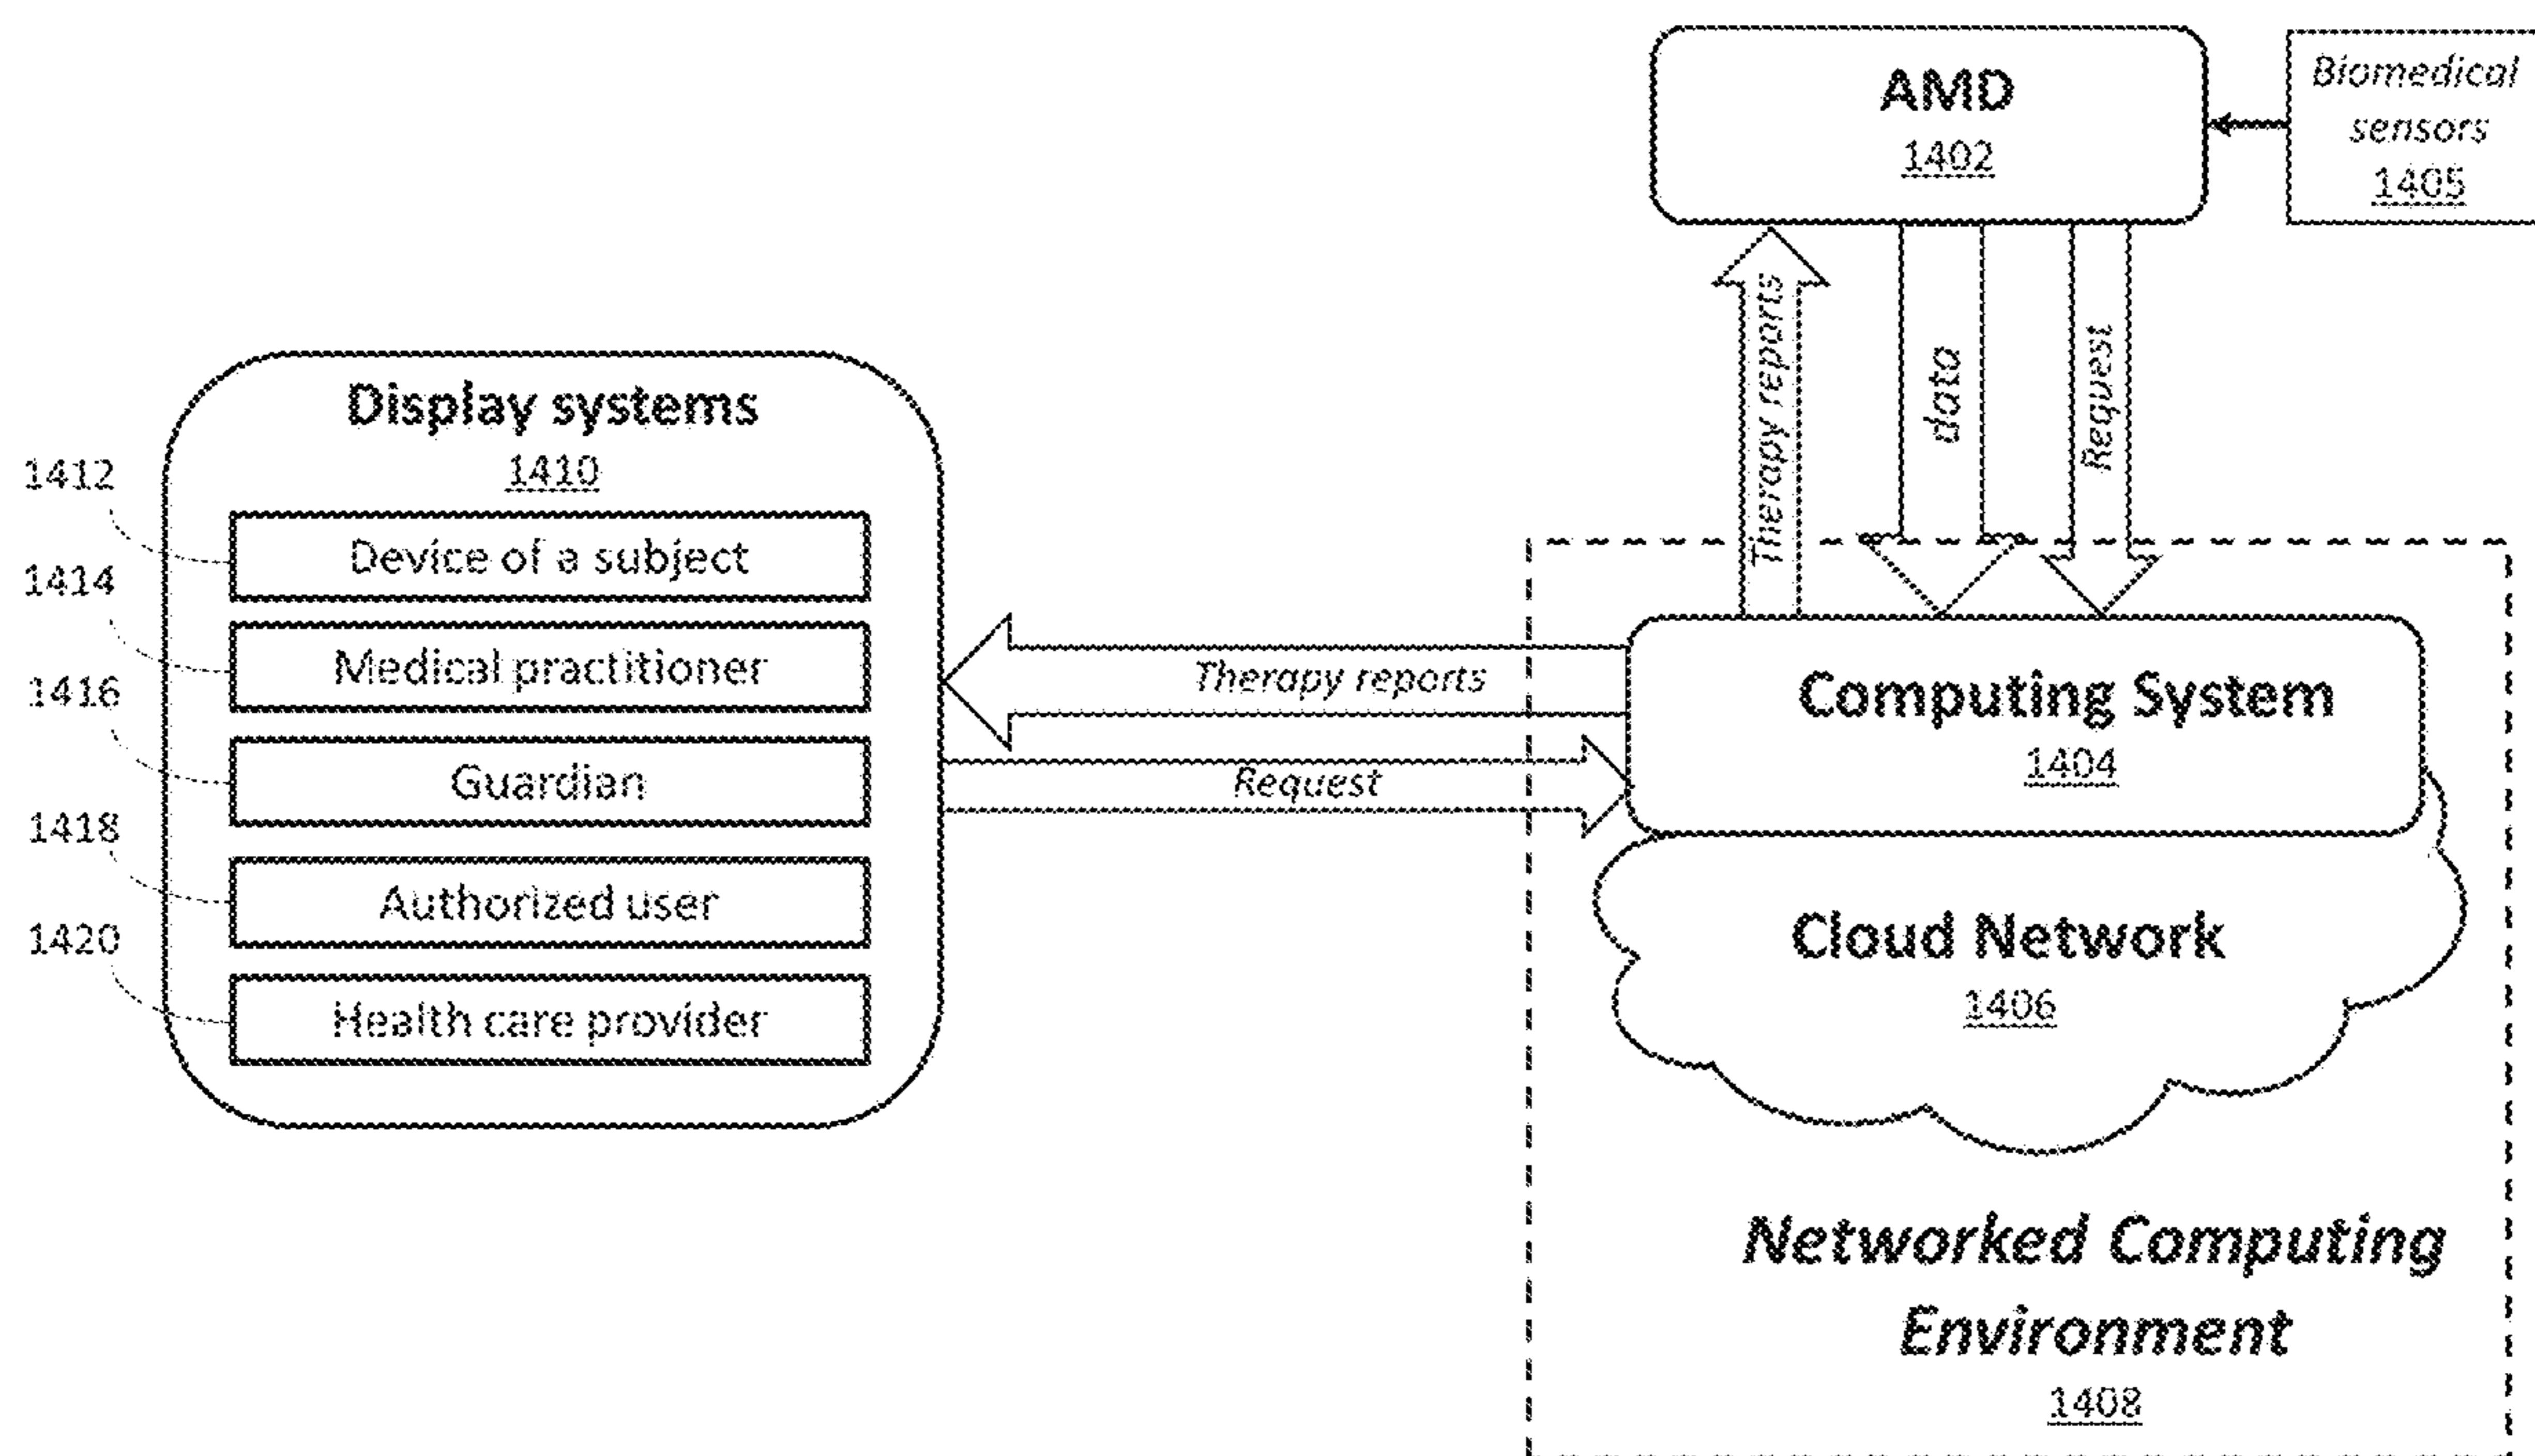 AMD
1402
Biomedical
sensors
1405
Therapy reports
data
Request
Display systems
1410
1412
Device of a subject
1414
Medical practitioner
1416
Guardian
1418
Authorized user
1420
Health care provider
Therapy reports
Request
Computing System
1404
Cloud Network
1406
Networked Computing
Environment
1408